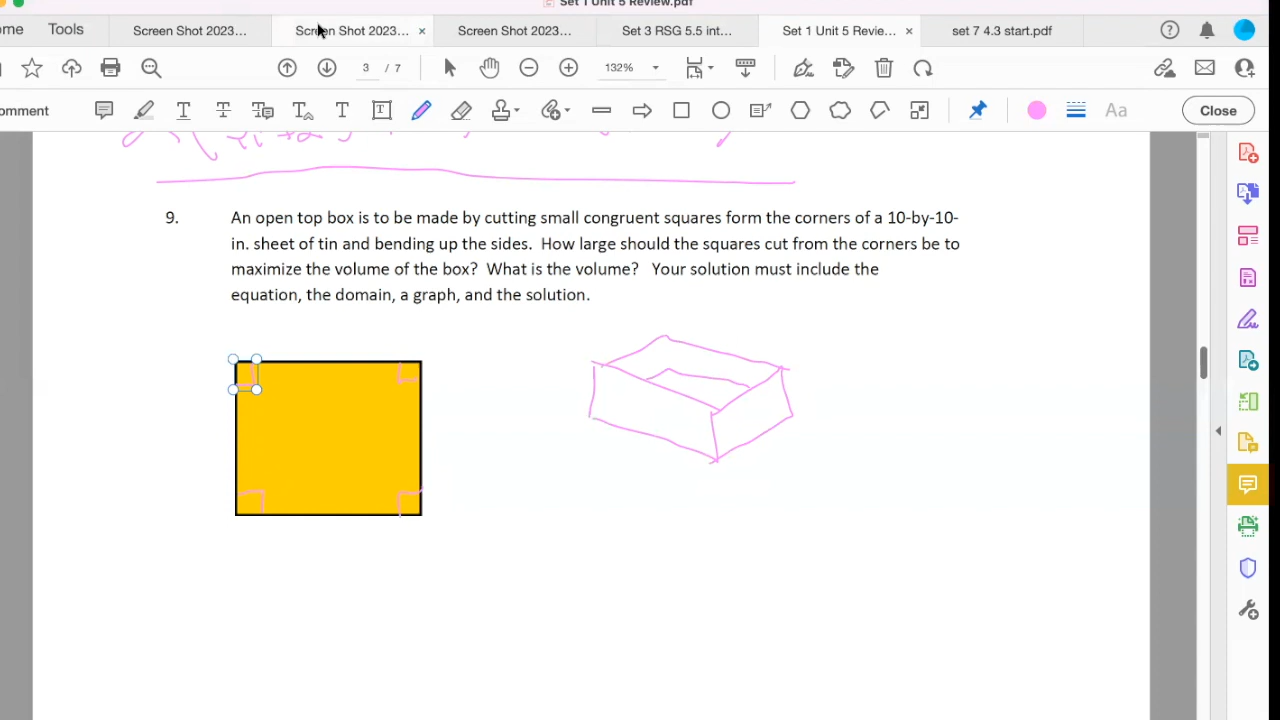 Set 1 Unit 5 Review.pdf
ome Tools Screen Shot 2023... Screen Shot 2023... × Screen Shot 2023... Set 3 RSG 5.5 int... Set 1 Unit 5 Revie... × set 7 4.3 start.pdf
3 / 7 132%
omment Aa Close
9. An open top box is to be made by cutting small congruent squares form the corners of a 10-by-10-
in. sheet of tin and bending up the sides. How large should the squares cut from the corners be to
maximize the volume of the box? What is the volume? Your solution must include the
equation, the domain, a graph, and the solution.